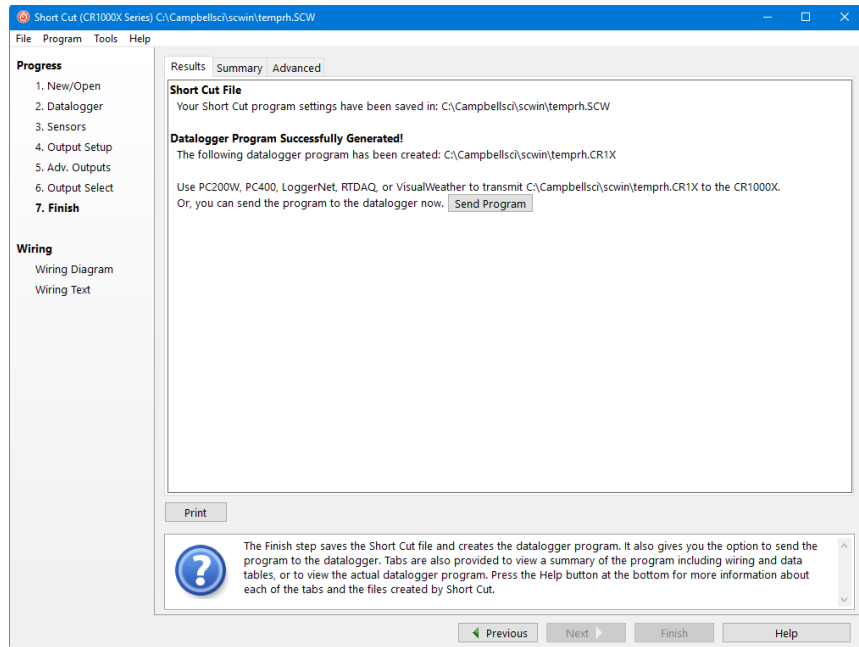 Short Cut (CR1000X Series) C:\Campbellsci\scwin\temprh.SCW
File Program Tools Help
Progress
1. New/Open
2. Datalogger
3. Sensors
4. Output Setup
5. Adv. Outputs
6. Output Select
7. Finish
Wiring
Wiring Diagram
Wiring Text
Results Summary Advanced
Short Cut File
Your Short Cut program settings have been saved in: C:\Campbellsci\scwin\temprh.SCW
Datalogger Program Successfully Generated!
The following datalogger program has been created: C:\Campbellsci\scwin\temprh.CR1X
Use PC200W, PC400, LoggerNet, RTDAQ, or VisualWeather to transmit C:\Campbellsci\scwin\temprh.CR1X to the CR1000X.
Or, you can send the program to the datalogger now. Send Program
Print
The Finish step saves the Short Cut file and creates the datalogger program. It also gives you the option to send the
program to the datalogger. Tabs are also provided to view a summary of the program including wiring and data
tables, or to view the actual datalogger program. Press the Help button at the bottom for more information about
each of the tabs and the files created by Short Cut.
Previous Next Finish Help